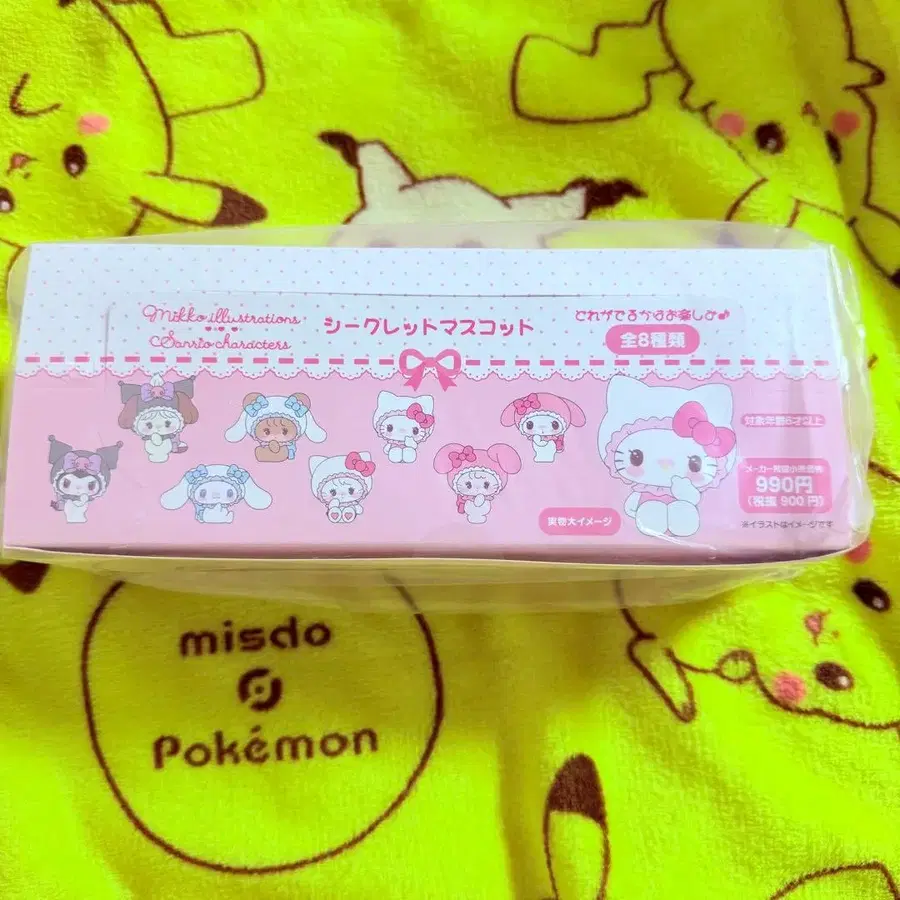 Mikko illustrations
Sanrio characters
シークレットマスコット
どれがでるかはお楽しみ♪
全8種類
対象年齢6才以上
メーカー希望小売価格
990円
(税抜 900円)
※イラストはイメージです
実物大イメージ
misdo
Pokémon